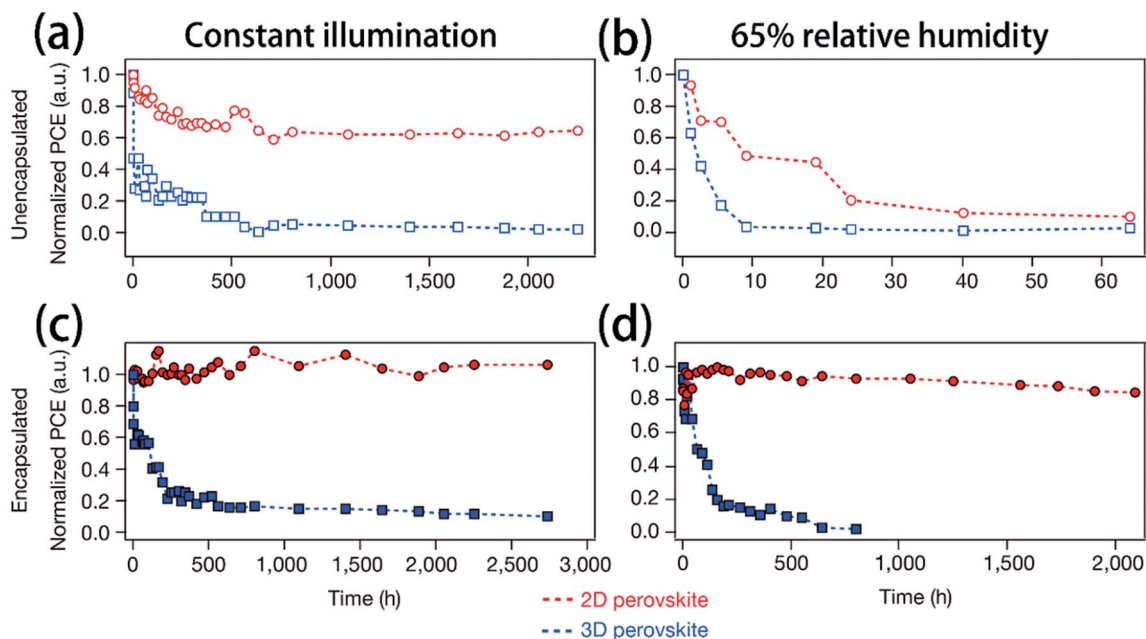 (a) Constant illumination
(b) 65% relative humidity
Unencapsulated
Normalized PCE (a.u.)
1.0
0.8
0.6
0.4
0.2
0.0
0 500 1,000 1,500 2,000
1.0
0.8
0.6
0.4
0.2
0.0
0 10 20 30 40 50 60
(c)
(d)
Encapsulated
Normalized PCE (a.u.)
1.0
0.8
0.6
0.4
0.2
0.0
0 500 1,000 1,500 2,000 2,500 3,000
Time (h)
1.0
0.8
0.6
0.4
0.2
0.0
0 500 1,000 1,500 2,000
Time (h)
2D perovskite
3D perovskite